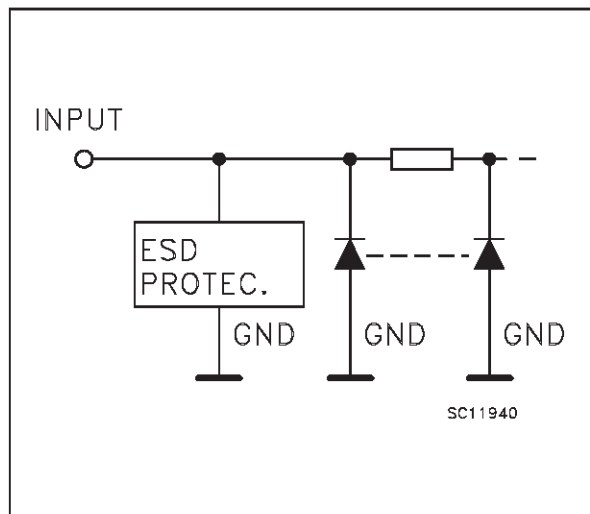 INPUT
ESD
PROTEC.
GND
GND
GND
SC11940